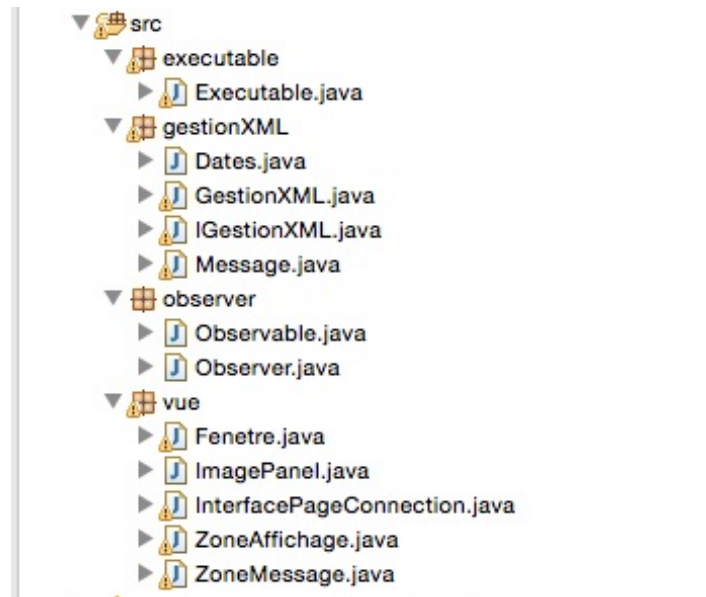 src
executable
Executable.java
gestionXML
Dates.java
GestionXML.java
IGestionXML.java
Message.java
observer
Observable.java
Observer.java
vue
Fenetre.java
ImagePanel.java
InterfacePageConnection.java
ZoneAffichage.java
ZoneMessage.java